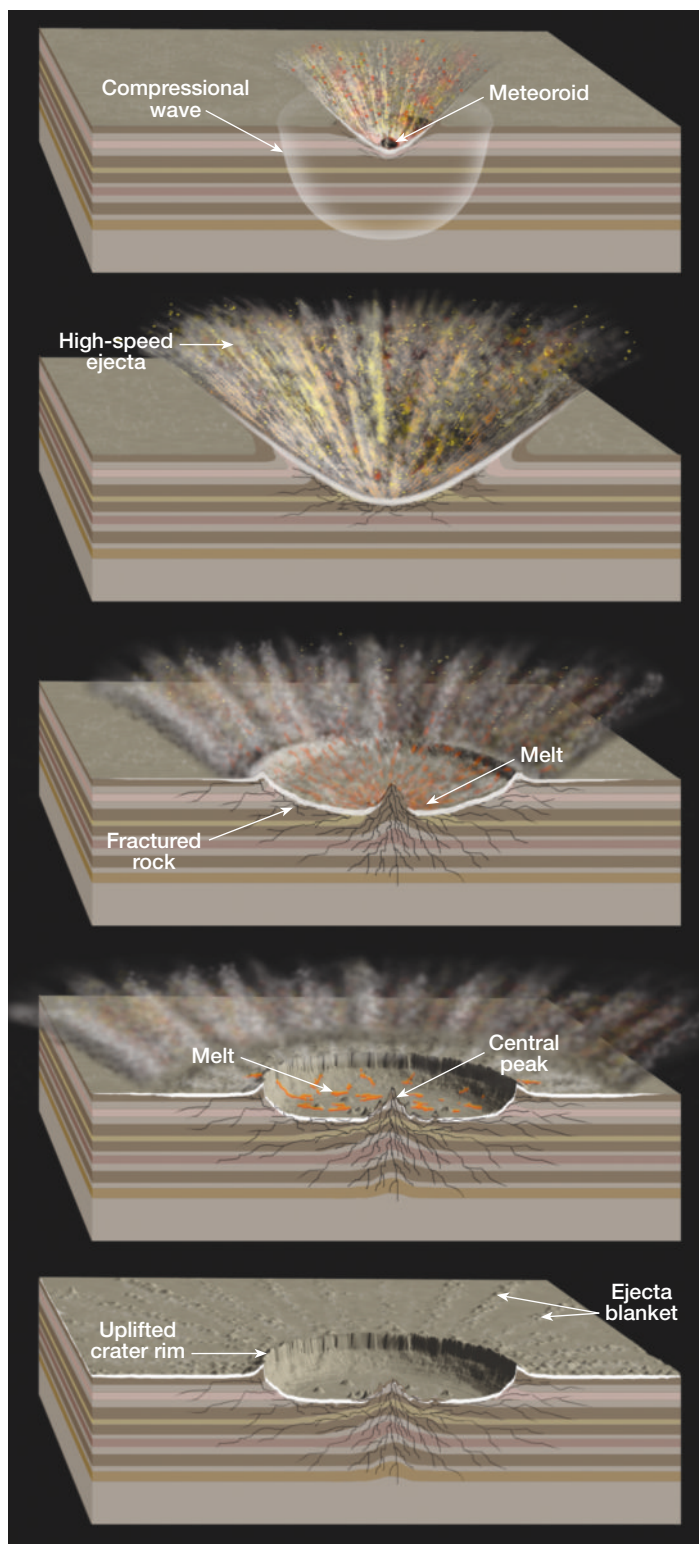 Compressional
wave
Meteoroid
High-speed
ejecta
Melt
Fractured
rock
Melt
Central
peak
Ejecta
blanket
Uplifted
crater rim